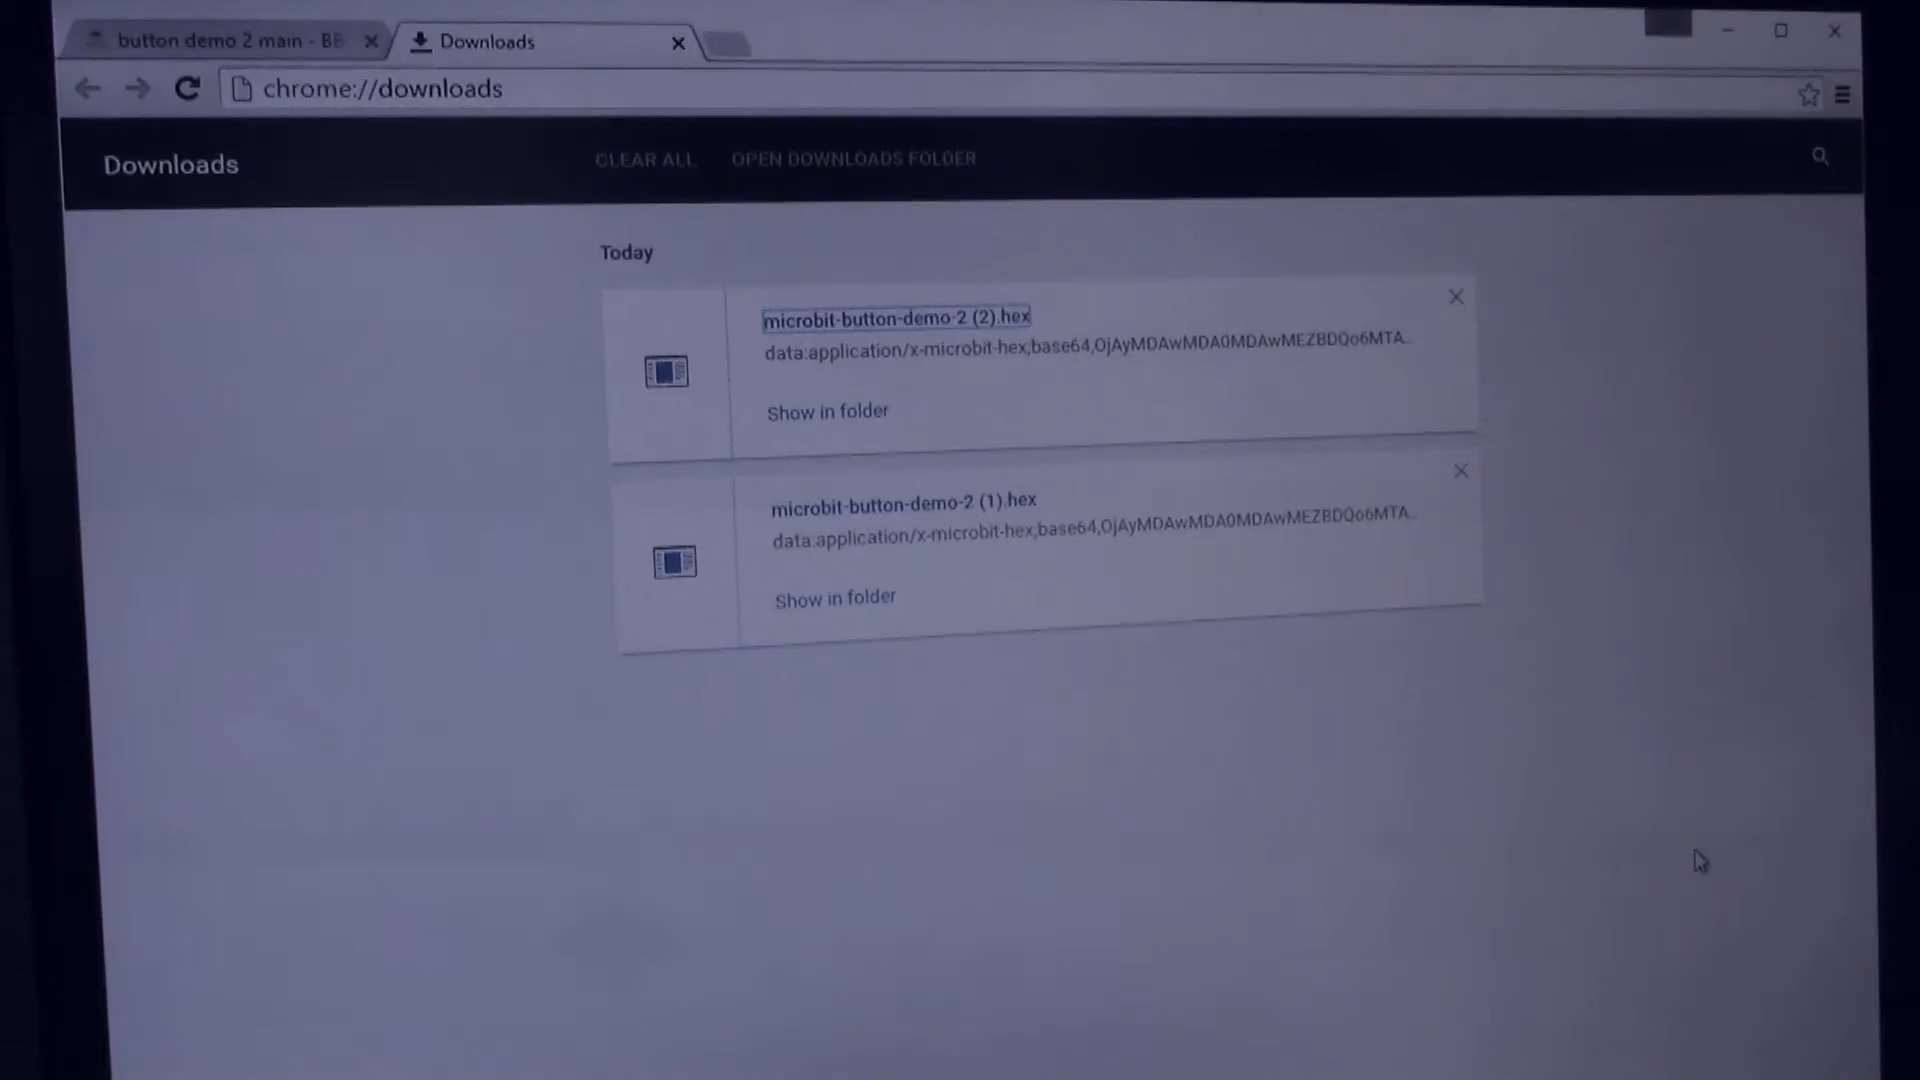 button demo 2 main - BB
Downloads
chrome://downloads
Downloads
CLEAR ALL
OPEN DOWNLOADS FOLDER
Today
microbit-button-demo-2 (2).hex
data:application/x-microbit-hex;base64,OjAyMDAwMDA0MDAwMEZBDQo6MTA...
Show in folder
microbit-button-demo-2 (1).hex
data:application/x-microbit-hex;base64,OjAyMDAwMDA0MDAwMEZBDQo6MTA...
Show in folder